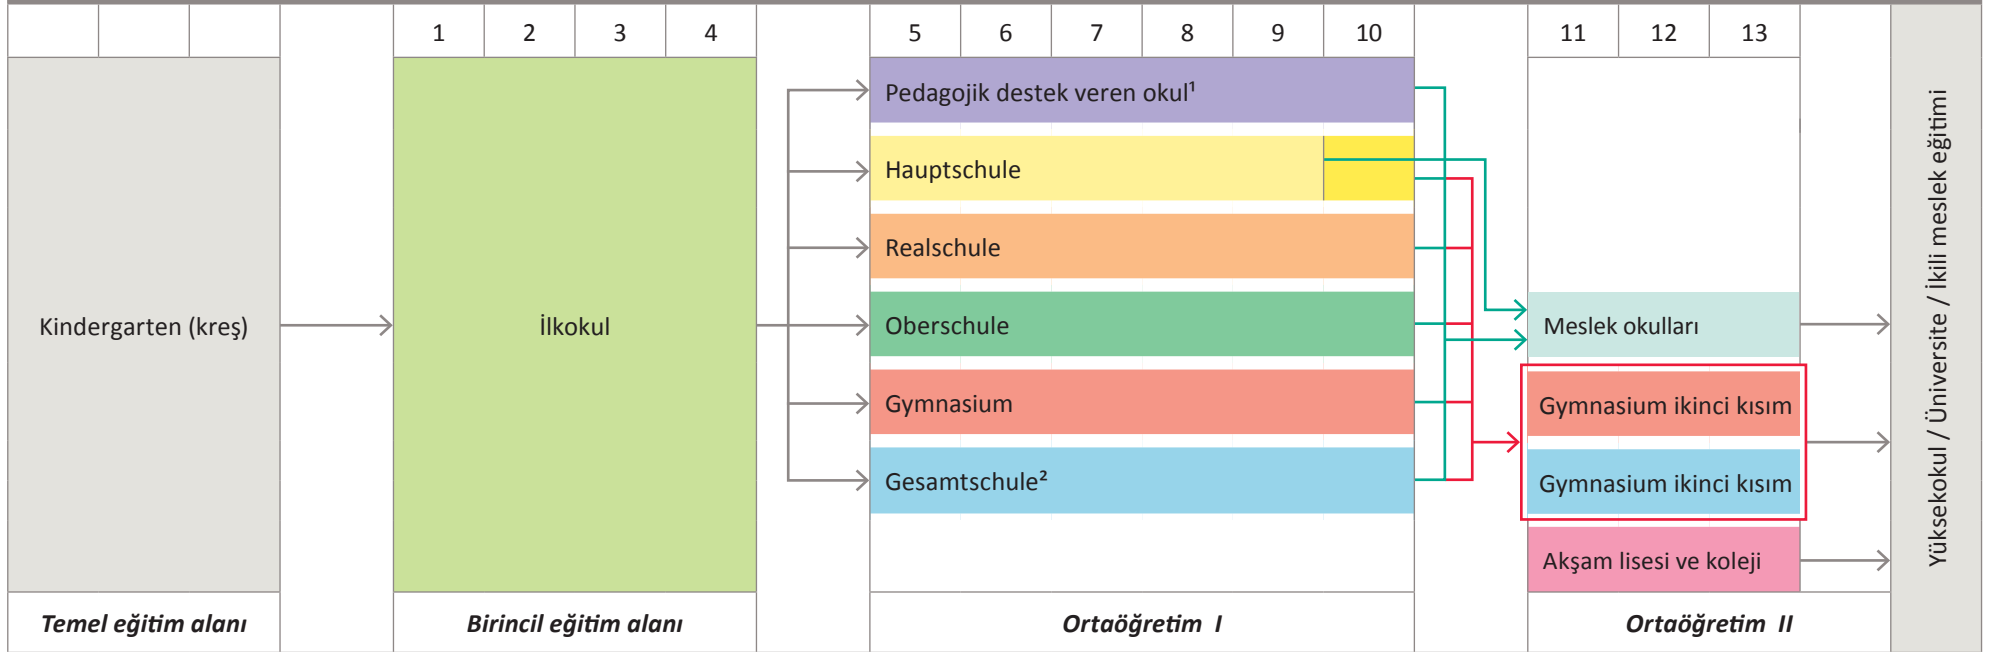 1 2 3 4 5 6 7 8 9 10 11 12 13
Pedagojik destek veren okul¹
Hauptschule
Realschule
Kindergarten (kreş)
İlkokul
Oberschule
Meslek okulları
Gymnasium
Gymnasium ikinci kısım
Gesamtschule²
Gymnasium ikinci kısım
Akşam lisesi ve koleji
Yüksekokul / Üniversite / İkili meslek eğitimi
Temel eğitim alanı
Birincil eğitim alanı
Ortaöğretim I
Ortaöğretim II